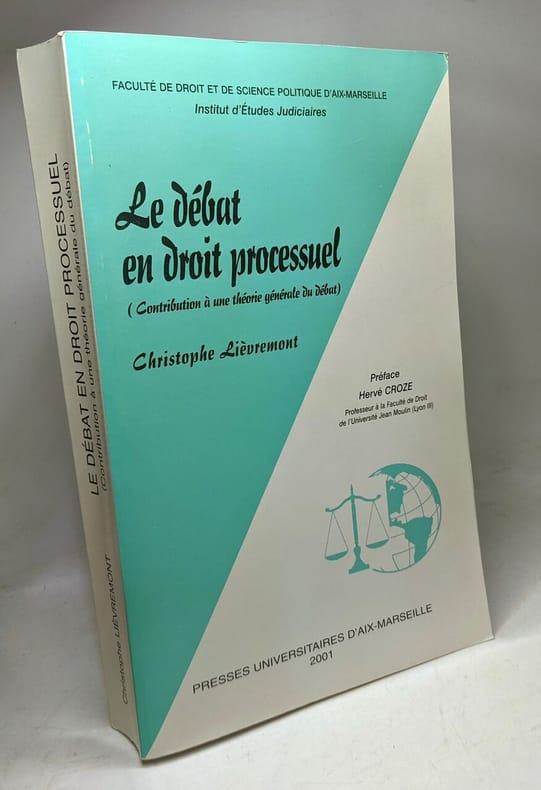 FACULTÉ DE DROIT ET DE SCIENCE POLITIQUE D'AIX-MARSEILLE
Institut d'Études Judiciaires
Le débat
en droit processuel
( Contribution à une théorie générale du débat)
Christophe Lièvremont
Préface
Hervé CROZE
Professeur à la Faculté de Droit
de l'Université Jean Moulin (Lyon III)
PRESSES UNIVERSITAIRES D'AIX-MARSEILLE
2001
LE DÉBAT EN DROIT PROCESSUEL
(Contribution à une théorie générale du débat)
Christophe LIÈVREMONT